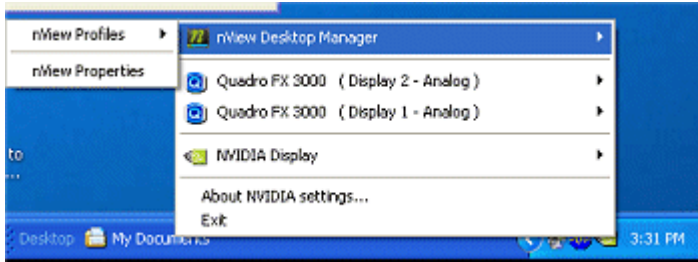 nView Profiles
nView Properties
nView Desktop Manager
Quadro FX 3000 ( Display 2 - Analog )
Quadro FX 3000 ( Display 1 - Analog )
NVIDIA Display
About NVIDIA settings...
Exit
to
...
Desktop My Documents 3:31 PM